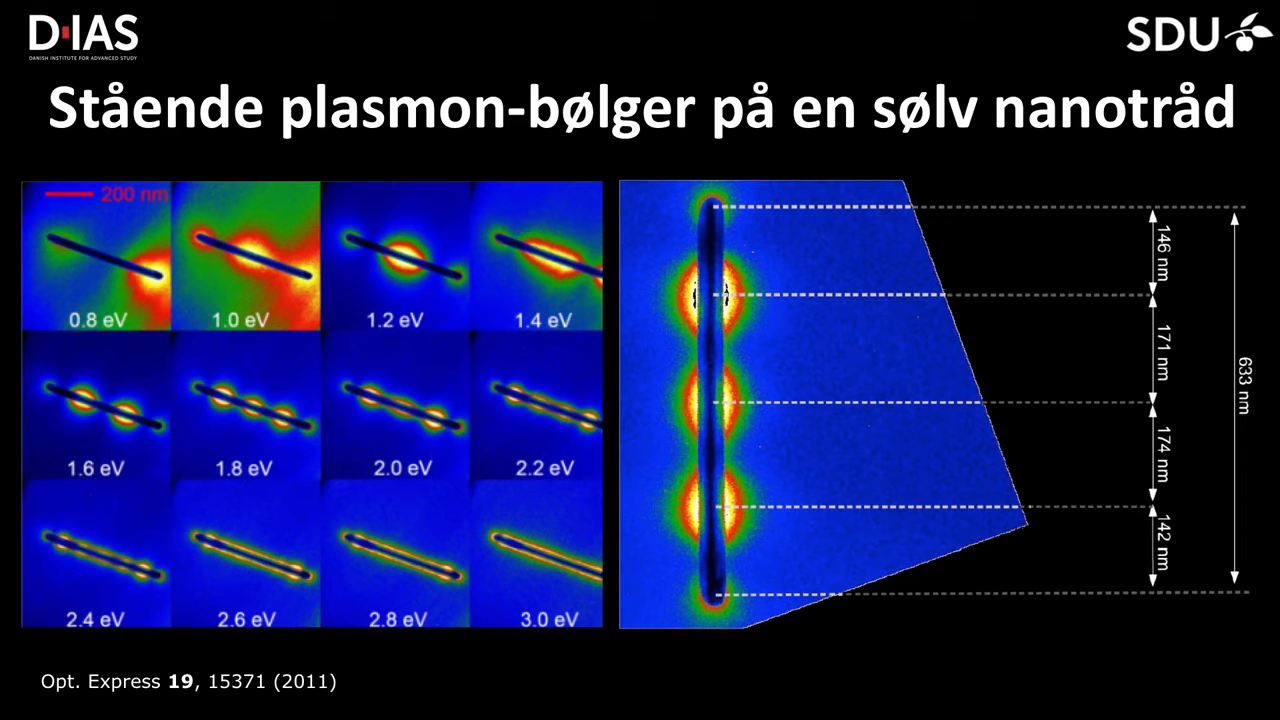 D·IAS
DANISH INSTITUTE FOR ADVANCED STUDY
SDU
Stående plasmon-bølger på en sølv nanotråd
200 nm
0.8 eV
1.0 eV
1.2 eV
1.4 eV
1.6 eV
1.8 eV
2.0 eV
2.2 eV
2.4 eV
2.6 eV
2.8 eV
3.0 eV
146 nm
171 nm
174 nm
142 nm
633 nm
Opt. Express 19, 15371 (2011)